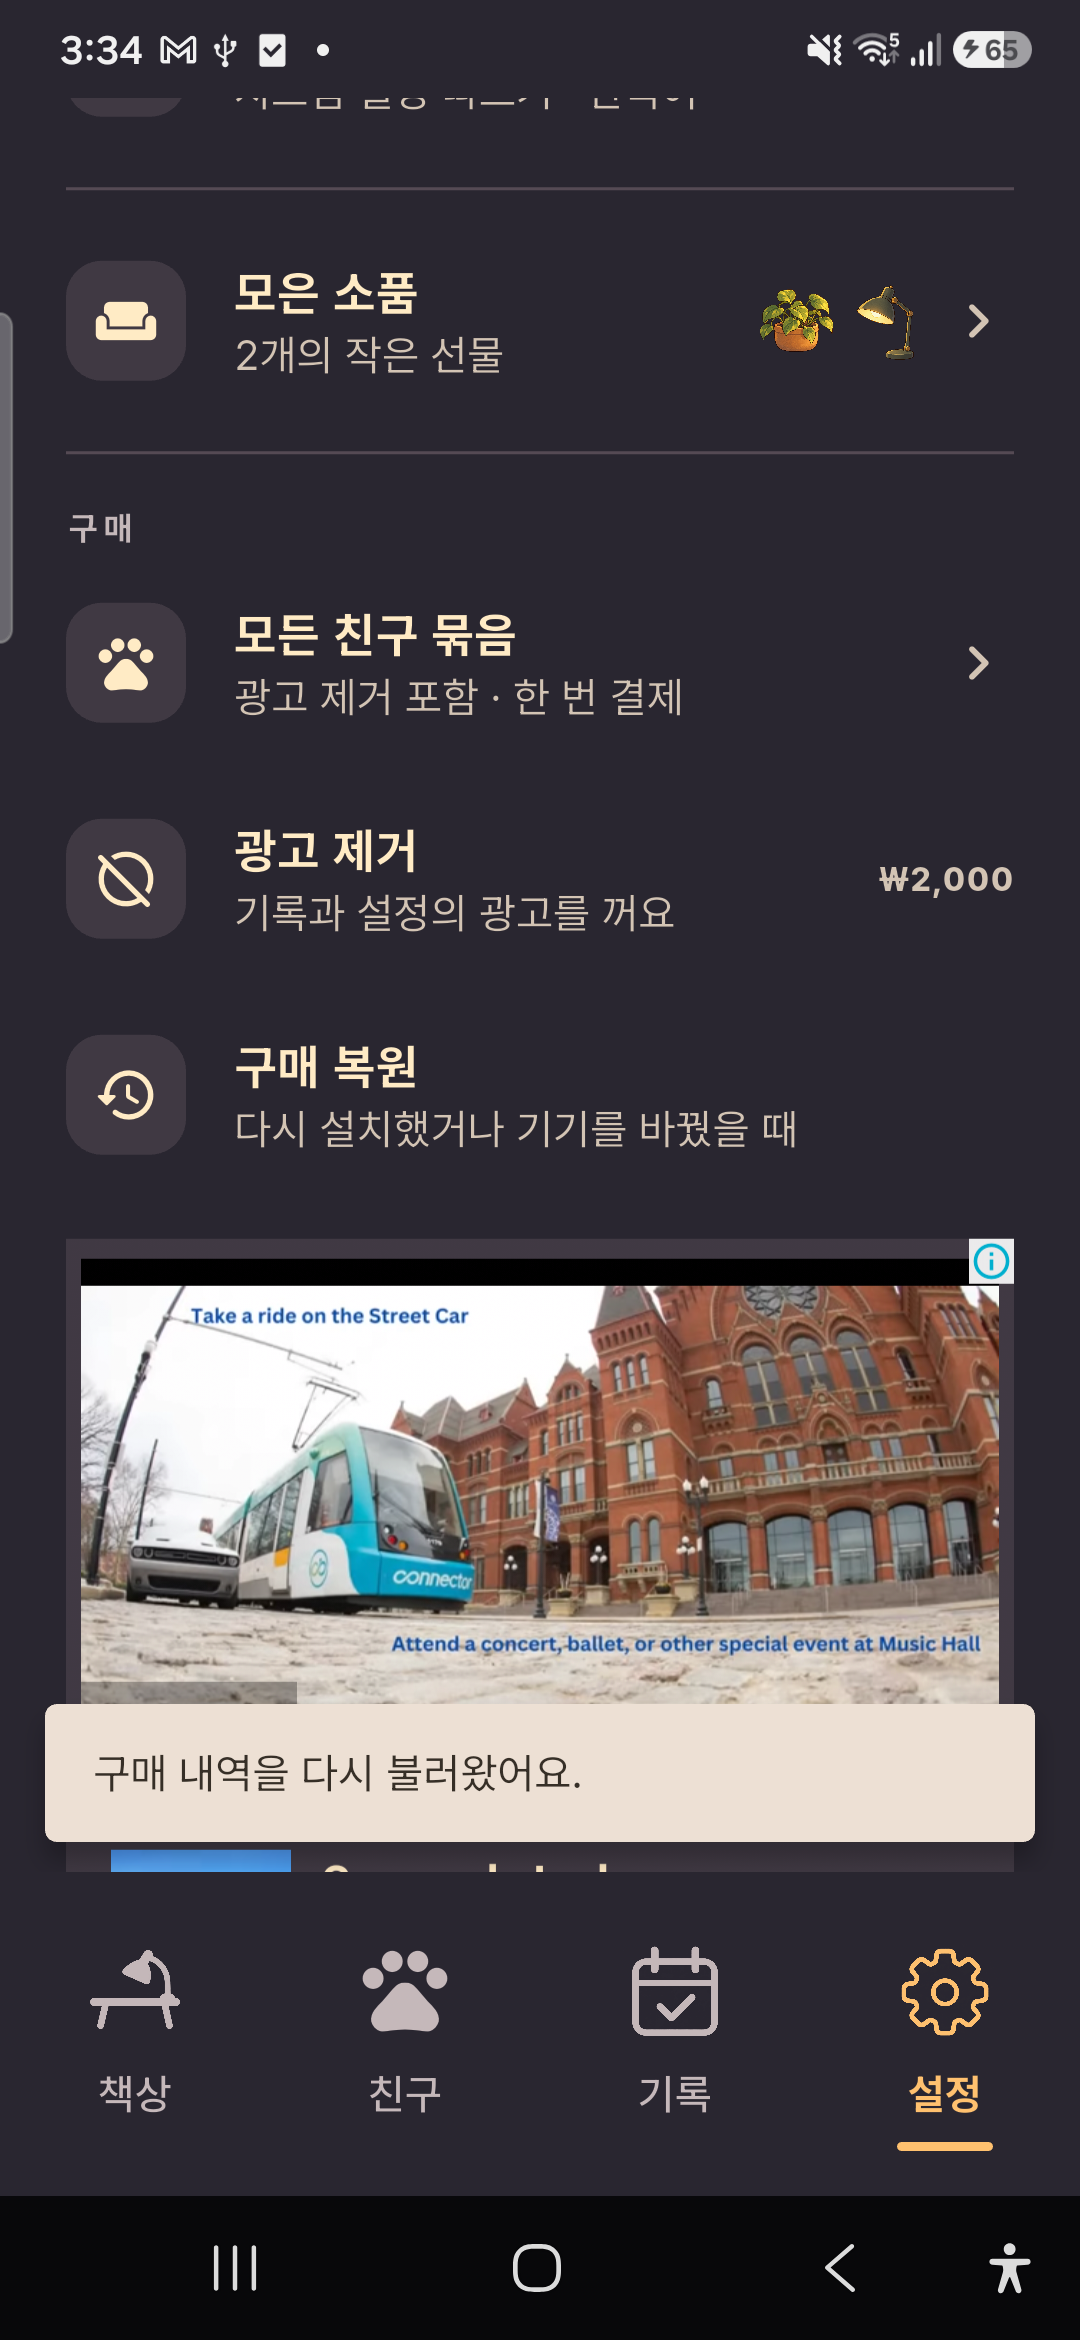 3:34
5
65
모은 소품
2개의 작은 선물
구매
모든 친구 묶음
광고 제거 포함 · 한 번 결제
광고 제거
기록과 설정의 광고를 꺼요
₩2,000
구매 복원
다시 설치했거나 기기를 바꿨을 때
Take a ride on the Street Car
connector
Attend a concert, ballet, or other special event at Music Hall
구매 내역을 다시 불러왔어요.
책상
친구
기록
설정